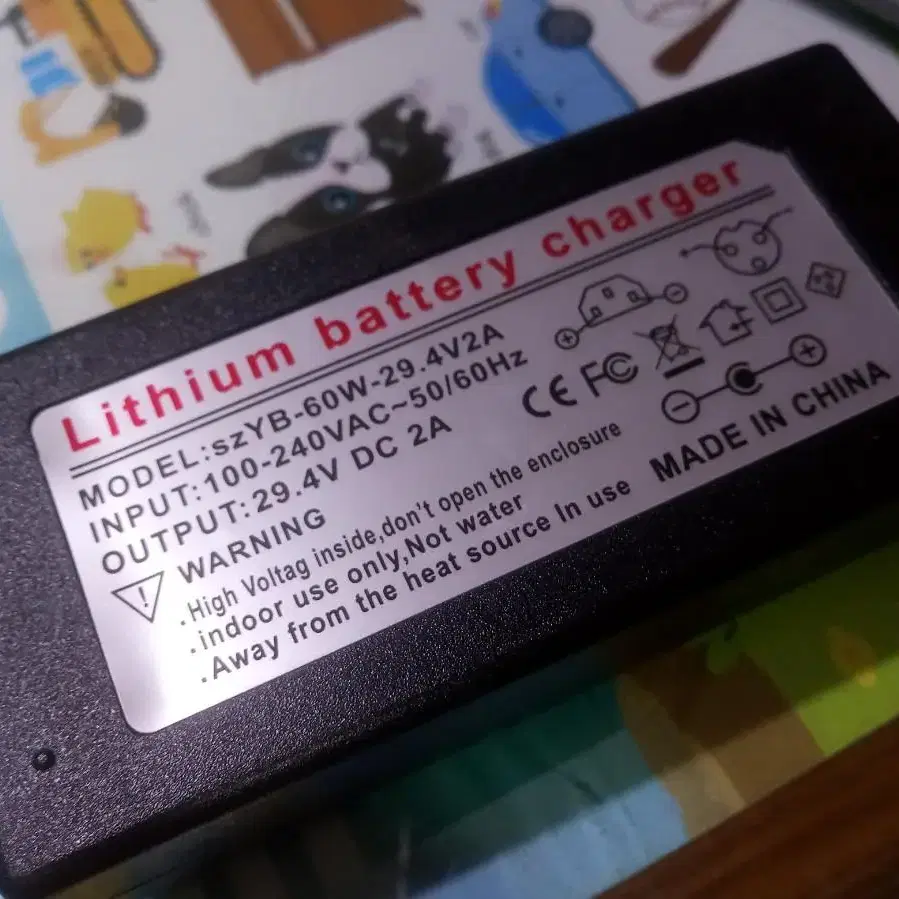 Lithium battery charger
MODEL:szYB-60W-29.4V2A
INPUT:100-240VAC~50/60Hz
OUTPUT:29.4V DC 2A
CE FC
WARNING
.High Voltag inside,don't open the enclosure
.indoor use only,Not water
.Away from the heat source In use
MADE IN CHINA